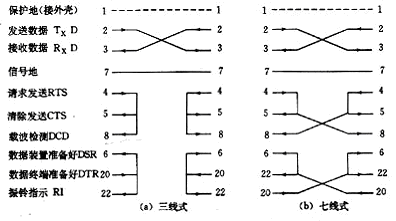 保护地(接外壳) 1 1 1 1
发送数据 TX D 2 2 2 2
接收数据 RX D 3 3 3 3
信号地 7 7 7 7
请求发送RTS 4 4 4 4
清除发送CTS 5 5 5 5
载波检测DCD 8 8 8 8
数据装置准备好DSR 6 6 6 6
数据终端准备好DTR 20 20 22 22
振铃指示 RI 22 22 20 20
(a) 三线式 (b) 七线式